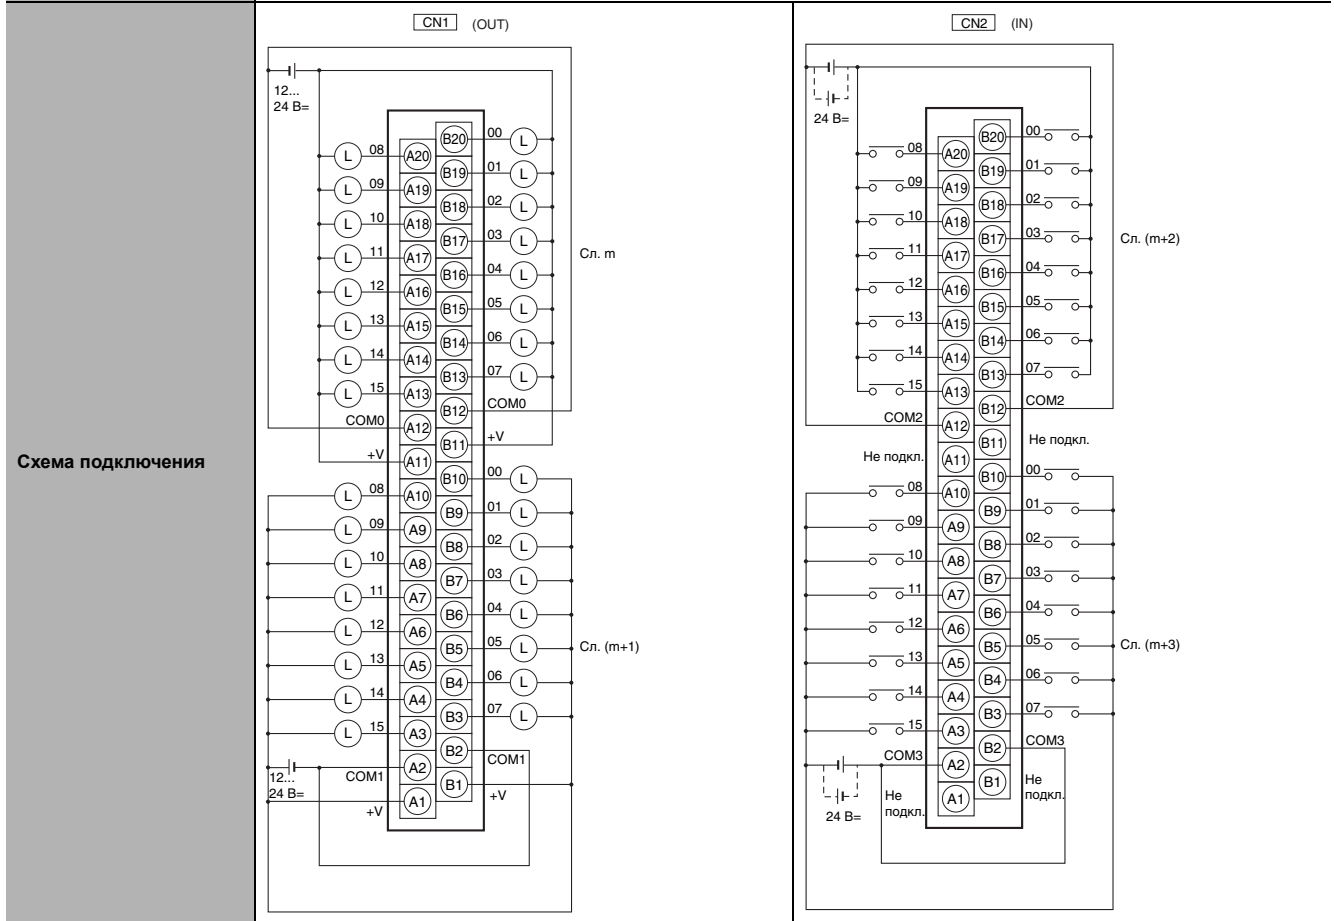 Схема подключения
CN1 (OUT)
12...
24 В=
B20 00 L
L 08 A20
B19 01 L
L 09 A19
B18 02 L
L 10 A18
B17 03 L
L 11 A17
B16 04 L
L 12 A16
B15 05 L
L 13 A15
B14 06 L
L 14 A14
B13 07 L
L 15 A13
B12 COM0
COM0 A12
B11 +V
+V A11
Сл. m
B10 00 L
L 08 A10
B9 01 L
L 09 A9
B8 02 L
L 10 A8
B7 03 L
L 11 A7
B6 04 L
L 12 A6
B5 05 L
L 13 A5
B4 06 L
L 14 A4
B3 07 L
L 15 A3
B2 COM1
COM1 A2
B1 +V
+V A1
Сл. (m+1)
12...
24 В=
CN2 (IN)
24 В=
B20 00
08 A20
B19 01
09 A19
B18 02
10 A18
B17 03
11 A17
B16 04
12 A16
B15 05
13 A15
B14 06
14 A14
B13 07
15 A13
B12 COM2
COM2 A12
B11 Не подкл.
Не подкл. A11
Сл. (m+2)
B10 00
08 A10
B9 01
09 A9
B8 02
10 A8
B7 03
11 A7
B6 04
12 A6
B5 05
13 A5
B4 06
14 A4
B3 07
15 A3
B2 COM3
COM3 A2
B1 Не
подкл.
Не
подкл. A1
Сл. (m+3)
24 В=